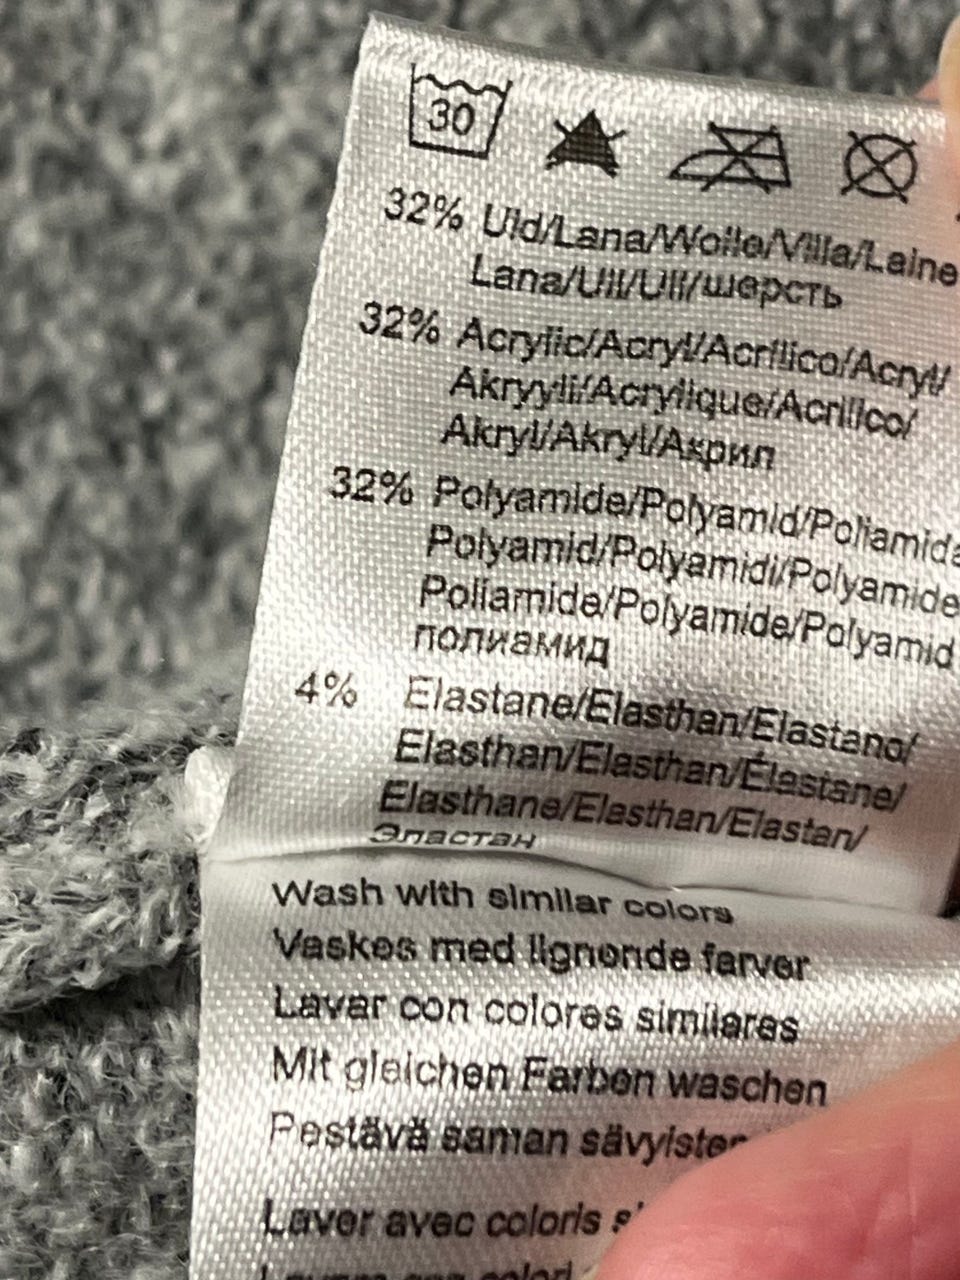 30
32% Uld/Lana/Wolle/Villa/Laine
Lana/Ull/Ull/шерсть
32% Acrylic/Acryl/Acrilico/Acryl/
Akryyli/Acrylique/Acrilico/
Akryl/Akryl/Акрил
32% Polyamide/Polyamid/Poliamida
Polyamid/Polyamidi/Polyamide
Poliamide/Polyamide/Polyamid
полиамид
4% Elastane/Elasthan/Elastano/
Elasthan/Elasthan/Élastane/
Elasthane/Elasthan/Elastan/
Эластан
Wash with similar colors
Vaskes med lignende farver
Lavar con colores similares
Mit gleichen Farben waschen
Pestävä saman sävyisten
Laver avec coloris